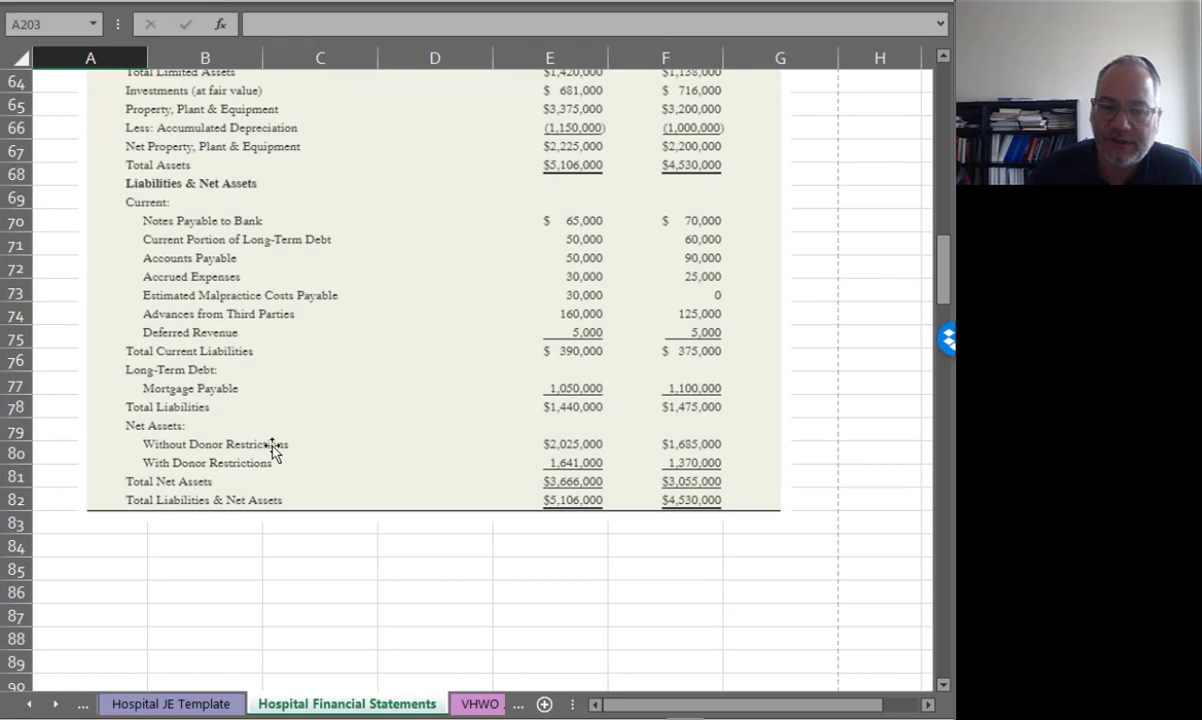 A203
fx
A B C D E F G H
64 Total Limited Assets $1,420,000 $1,138,000
65 Investments (at fair value) $ 681,000 $ 716,000
Property, Plant & Equipment $3,375,000 $3,200,000
66 Less: Accumulated Depreciation (1,150,000) (1,000,000)
67 Net Property, Plant & Equipment $2,225,000 $2,200,000
68 Total Assets $5,106,000 $4,530,000
Liabilities & Net Assets
69 Current:
70 Notes Payable to Bank $ 65,000 $ 70,000
71 Current Portion of Long-Term Debt 50,000 60,000
72 Accounts Payable 50,000 90,000
Accrued Expenses 30,000 25,000
73 Estimated Malpractice Costs Payable 30,000 0
74 Advances from Third Parties 160,000 125,000
75 Deferred Revenue 5,000 5,000
76 Total Current Liabilities $ 390,000 $ 375,000
Long-Term Debt:
77 Mortgage Payable 1,050,000 1,100,000
78 Total Liabilities $1,440,000 $1,475,000
79 Net Assets:
80 Without Donor Restrictions $2,025,000 $1,685,000
81 With Donor Restrictions 1,641,000 1,370,000
Total Net Assets $3,666,000 $3,055,000
82 Total Liabilities & Net Assets $5,106,000 $4,530,000
83
84
85
86
87
88
89
90
... Hospital JE Template Hospital Financial Statements VHWO ...